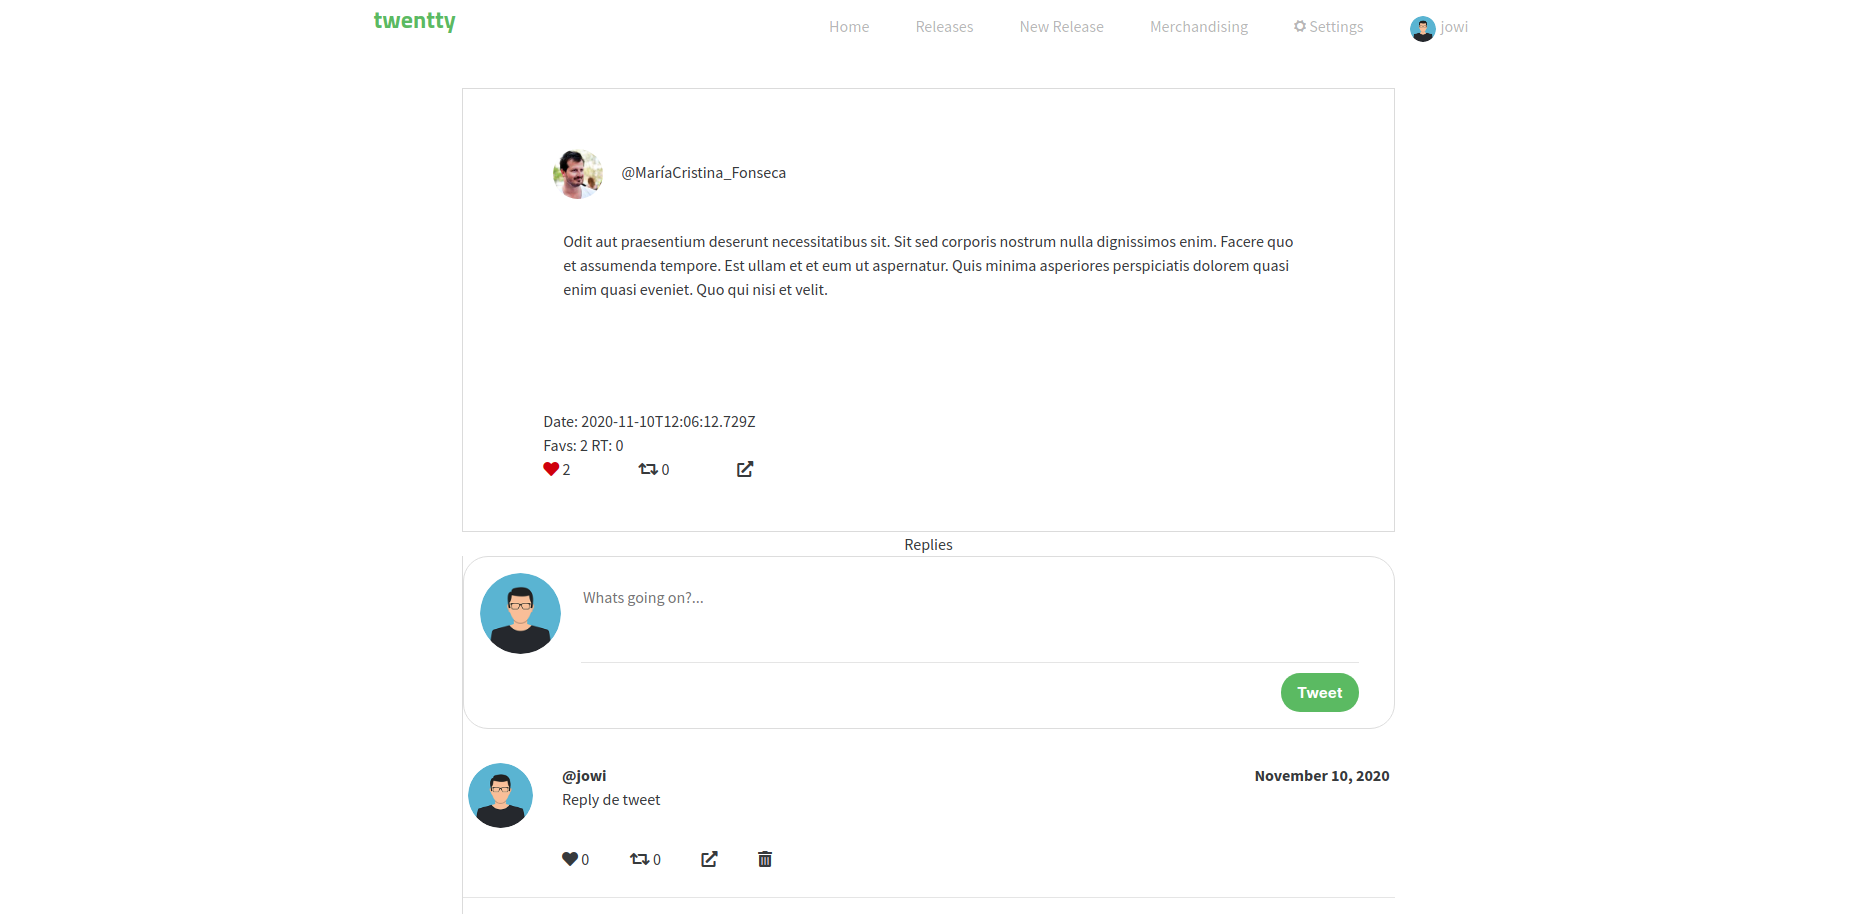 twentty
Home Releases New Release Merchandising Settings jowi
@MaríaCristina_Fonseca
Odit aut praesentium deserunt necessitatibus sit. Sit sed corporis nostrum nulla dignissimos enim. Facere quo
et assumenda tempore. Est ullam et et eum ut aspernatur. Quis minima asperiores perspiciatis dolorem quasi
enim quasi eveniet. Quo qui nisi et velit.
Date: 2020-11-10T12:06:12.729Z
Favs: 2 RT: 0
2 0
Replies
Whats going on?...
Tweet
@jowi November 10, 2020
Reply de tweet
0 0